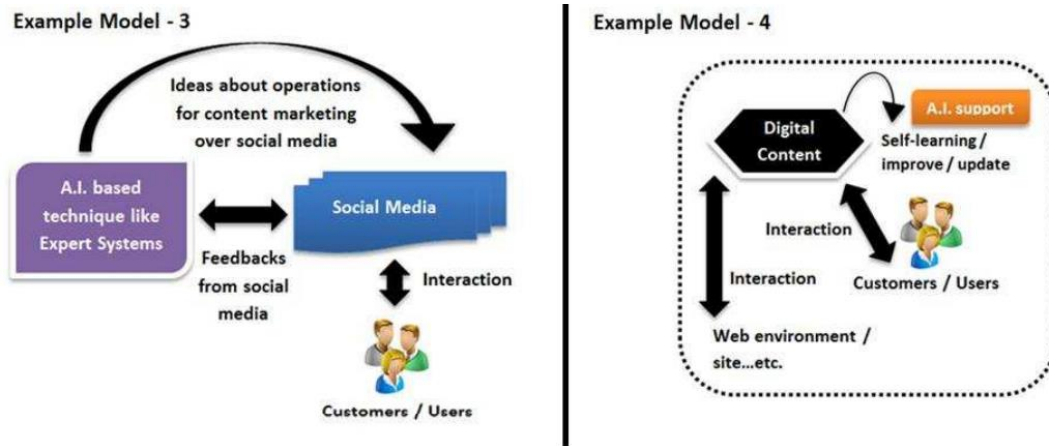 Example Model - 3
Ideas about operations
for content marketing
over social media
A.I. based
technique like
Expert Systems
Social Media
Feedbacks
from social
media
Interaction
Customers / Users
Example Model - 4
Digital
Content
A.I. support
Self-learning /
improve / update
Interaction
Interaction
Customers / Users
Web environment /
site...etc.